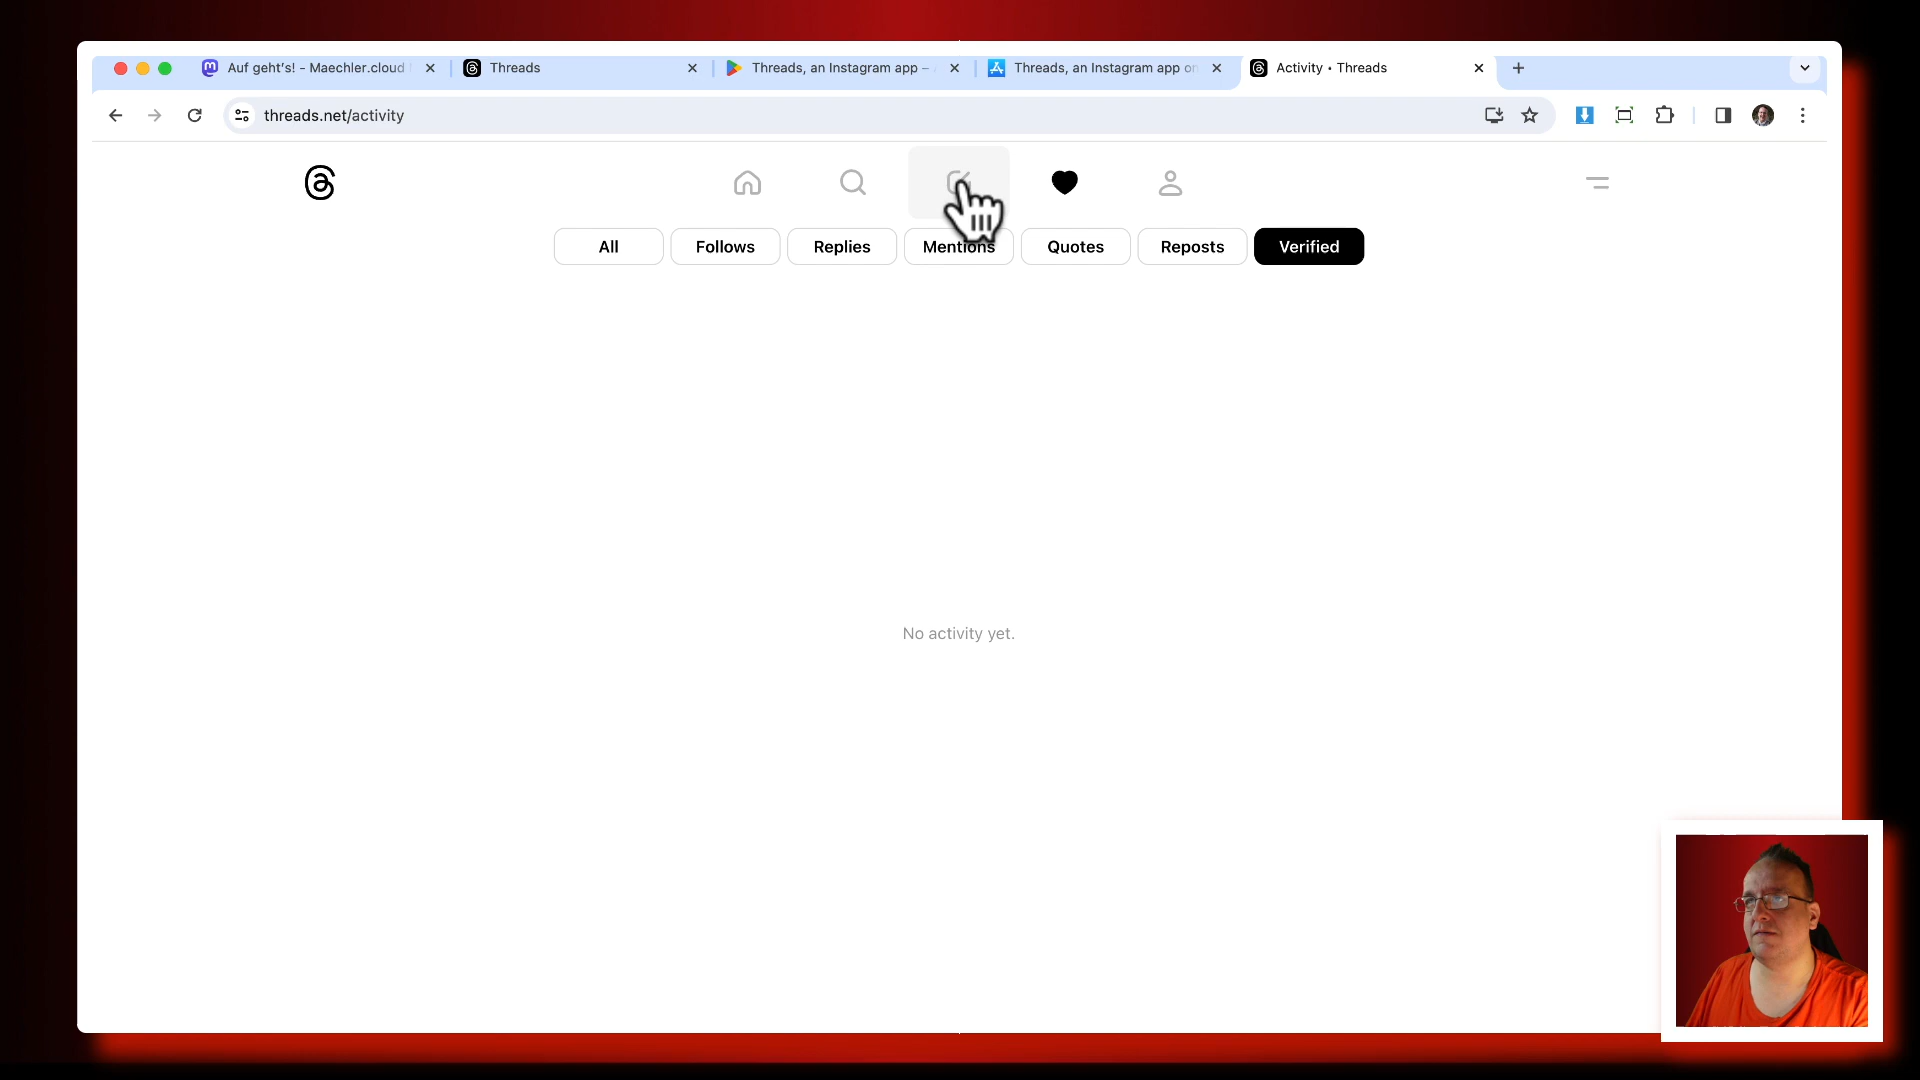 Auf geht's! - Maechler.cloud
Threads
Threads, an Instagram app –
Threads, an Instagram app on
Activity • Threads
threads.net/activity
All
Follows
Replies
Mentions
Quotes
Reposts
Verified
No activity yet.